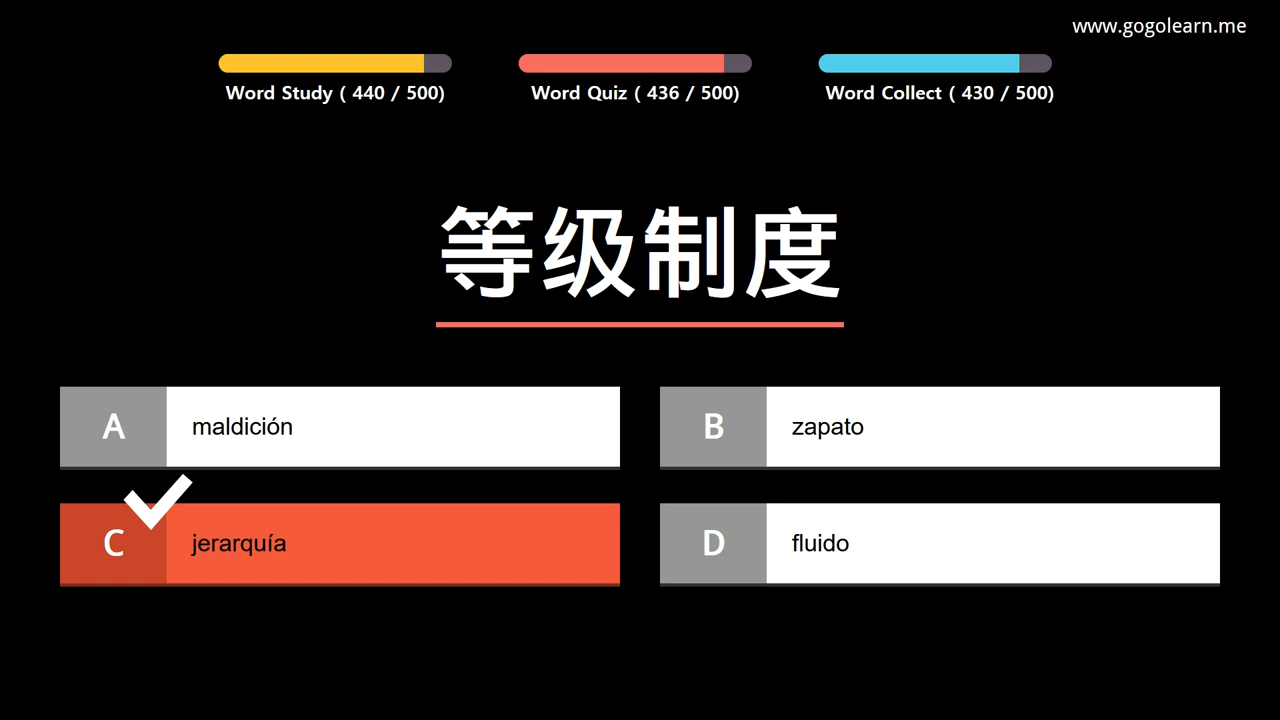 www.gogolearn.me
Word Study ( 440 / 500)
Word Quiz ( 436 / 500)
Word Collect ( 430 / 500)
等级制度
A maldición
B zapato
C jerarquía
D fluido